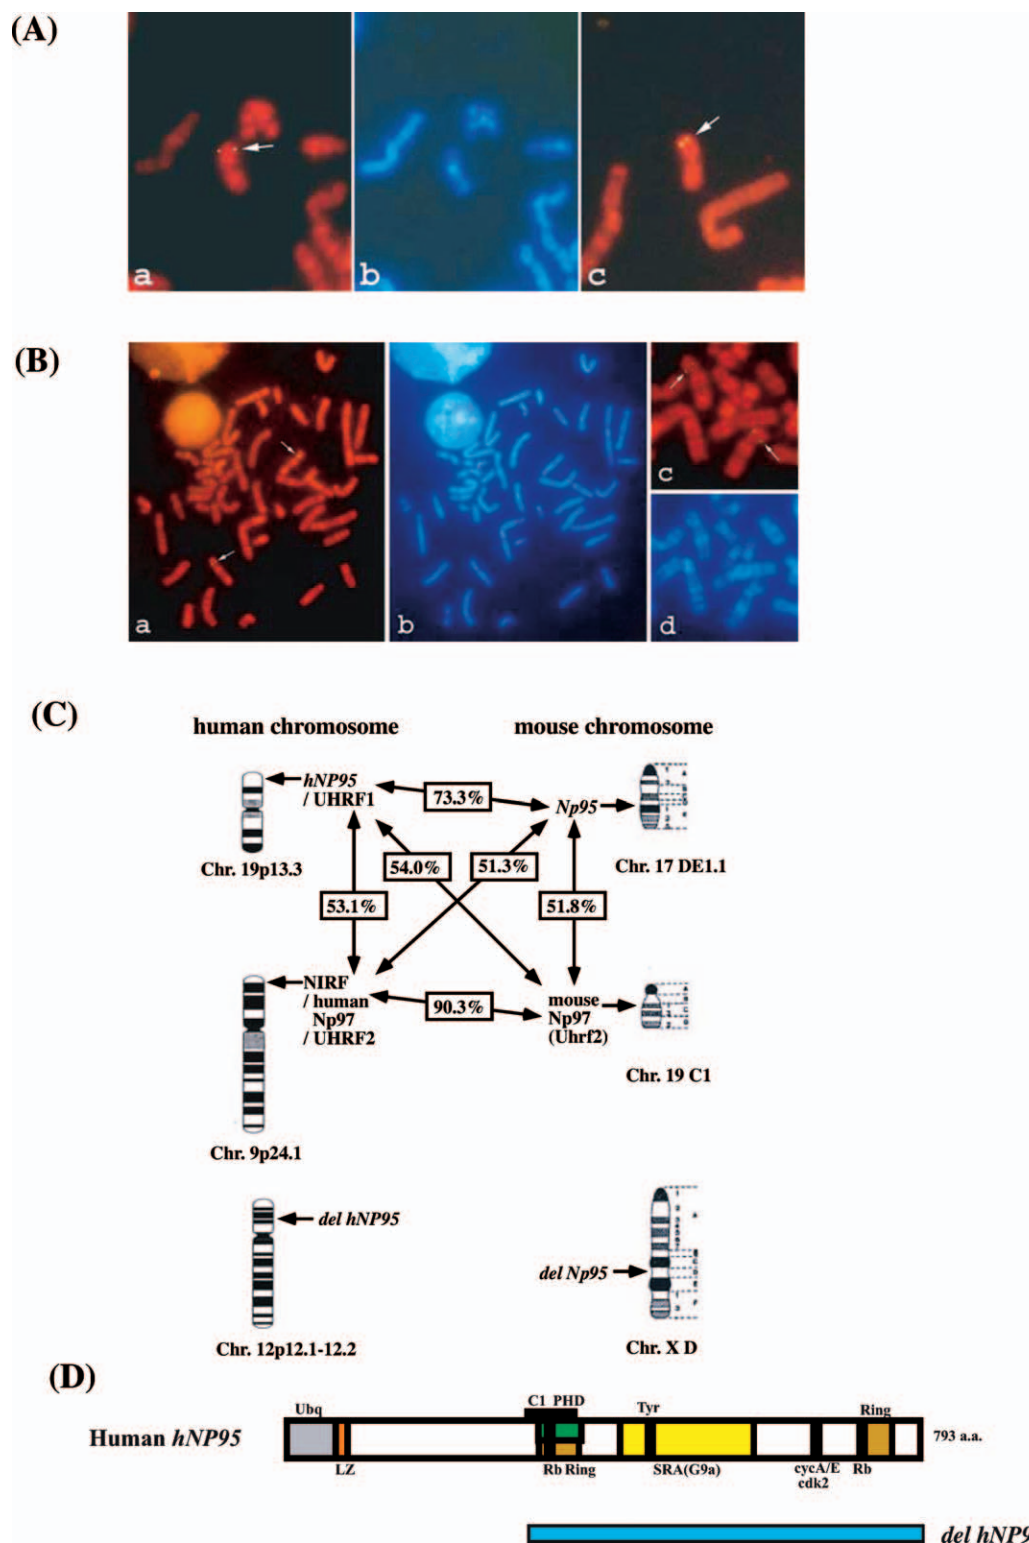 (A)
a
b
c
(B)
a
b
c
d
(C)
human chromosome
mouse chromosome
hNP95
/ UHRF1
73.3%
Np95
Chr. 19p13.3
Chr. 17 DE1.1
54.0%
51.3%
53.1%
51.8%
NIRF
/ human
Np97
/ UHRF2
90.3%
mouse
Np97
(Uhrf2)
Chr. 9p24.1
Chr. 19 C1
del hNP95
del Np95
Chr. 12p12.1-12.2
Chr. X D
(D)
Human hNP95
Ubq
C1 PHD
Tyr
Ring
793 a.a.
LZ
Rb Ring
SRA(G9a)
cycA/E
cdk2
Rb
del hNP9